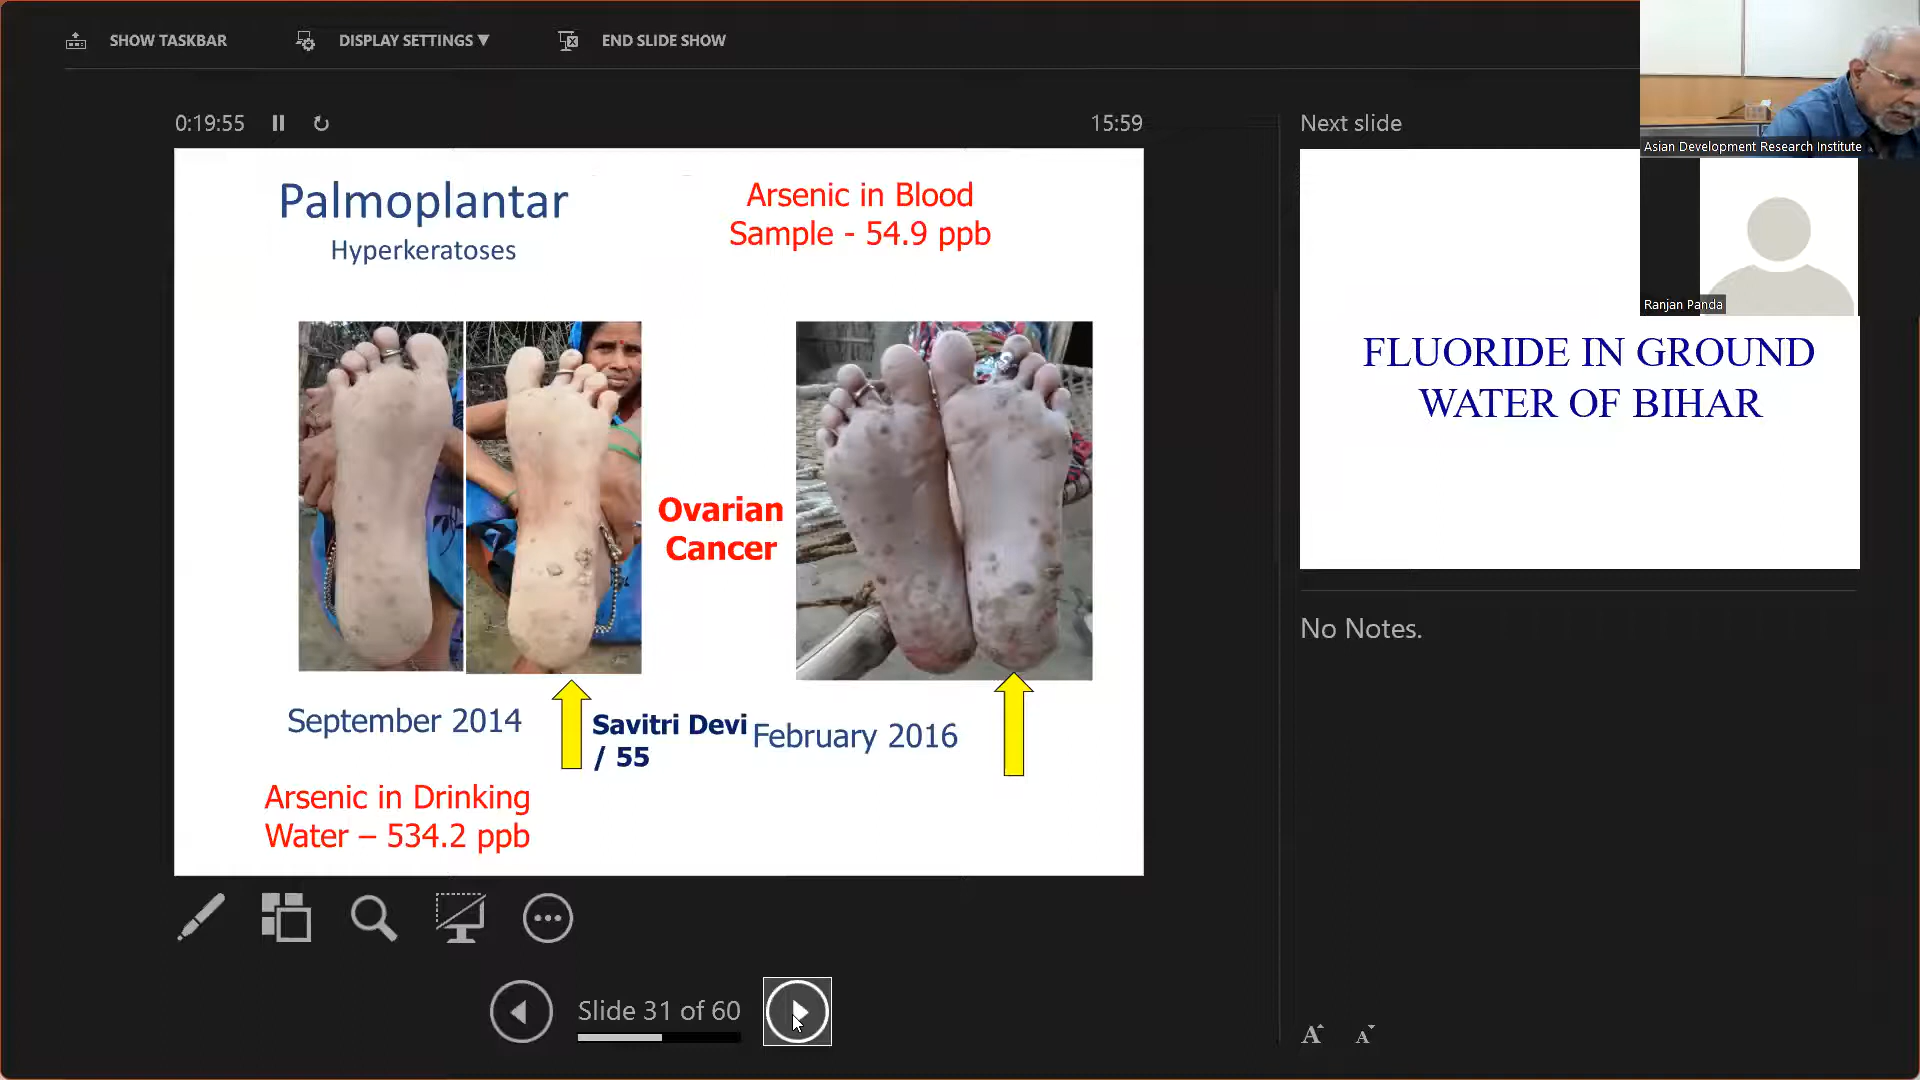 SHOW TASKBAR
DISPLAY SETTINGS ▼
END SLIDE SHOW
0:19:55
15:59
Next slide
Asian Development Research Institute
Ranjan Panda
Palmoplantar
Hyperkeratoses
Arsenic in Blood
Sample - 54.9 ppb
Ovarian
Cancer
September 2014
Savitri Devi
/ 55
February 2016
Arsenic in Drinking
Water – 534.2 ppb
FLUORIDE IN GROUND
WATER OF BIHAR
No Notes.
Slide 31 of 60
A A